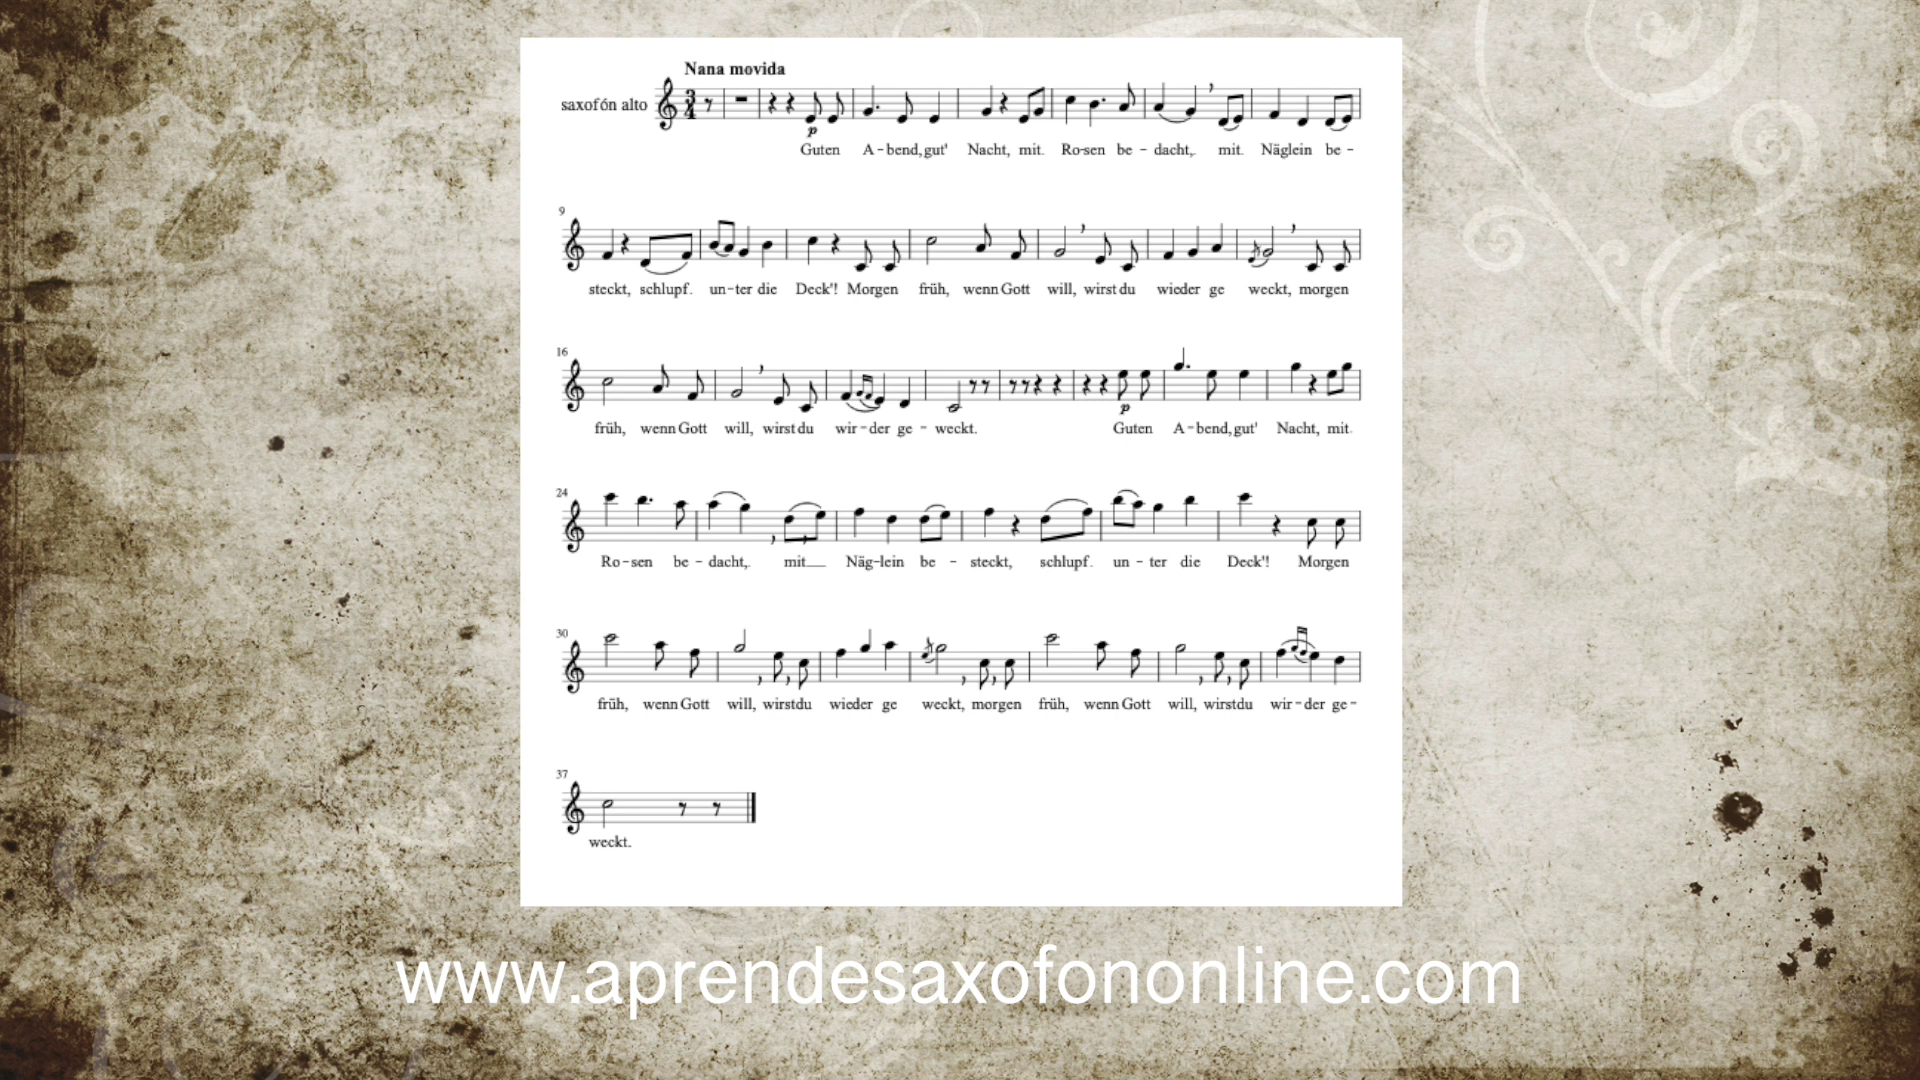 Nana movida
saxofón alto
p
Guten A-bend, gut' Nacht, mit. Ro-sen be - dacht,. mit. Näglein be -
9
steckt, schlupf. un-ter die Deck'! Morgen früh, wenn Gott will, wirst du wieder ge weckt, morgen
16
p
früh, wenn Gott will, wirst du wir-der ge - weckt. Guten A-bend, gut' Nacht, mit.
24
Ro-sen be - dacht,. mit__ Näg-lein be - steckt, schlupf. un - ter die Deck'! Morgen
30
früh, wenn Gott will, wirstdu wieder ge weckt, morgen früh, wenn Gott will, wirstdu wir-der ge-
37
weckt.
www.aprendesaxofononline.com